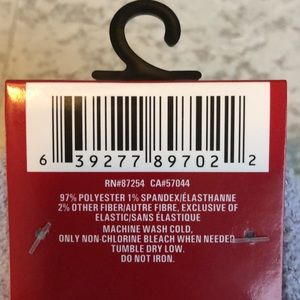 6 39277 89702 2
RN#87254 CA#57044
97% POLYESTER 1% SPANDEX/ÉLASTHANNE
2% OTHER FIBER/AUTRE FIBRE, EXCLUSIVE OF
ELASTIC/SANS ÉLASTIQUE
MACHINE WASH COLD,
ONLY NON-CHLORINE BLEACH WHEN NEEDED
TUMBLE DRY LOW.
DO NOT IRON.